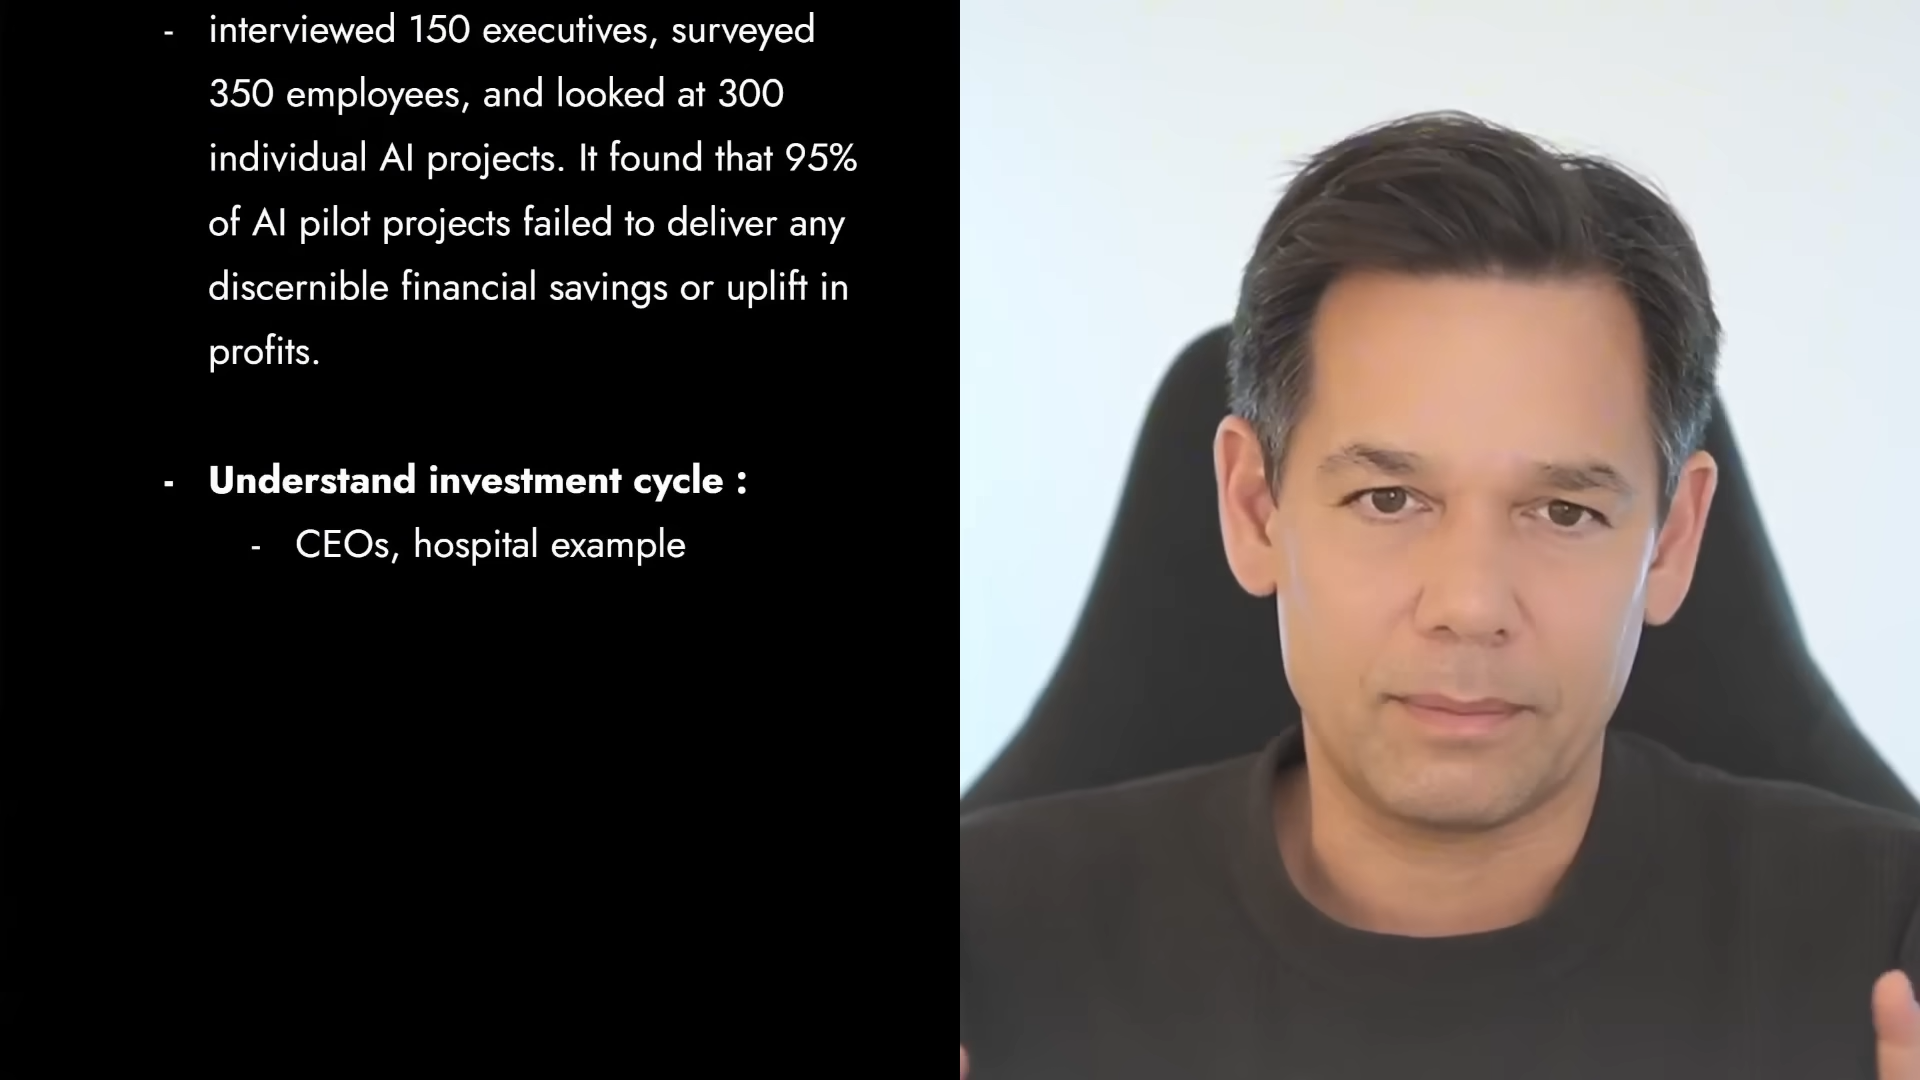 - interviewed 150 executives, surveyed
350 employees, and looked at 300
individual AI projects. It found that 95%
of AI pilot projects failed to deliver any
discernible financial savings or uplift in
profits.
- Understand investment cycle :
- CEOs, hospital example